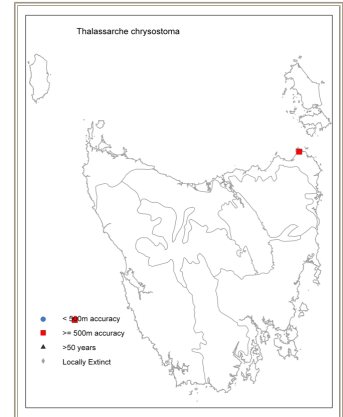 Thalassarche chrysostoma
< 500m accuracy
>= 500m accuracy
>50 years
Locally Extinct